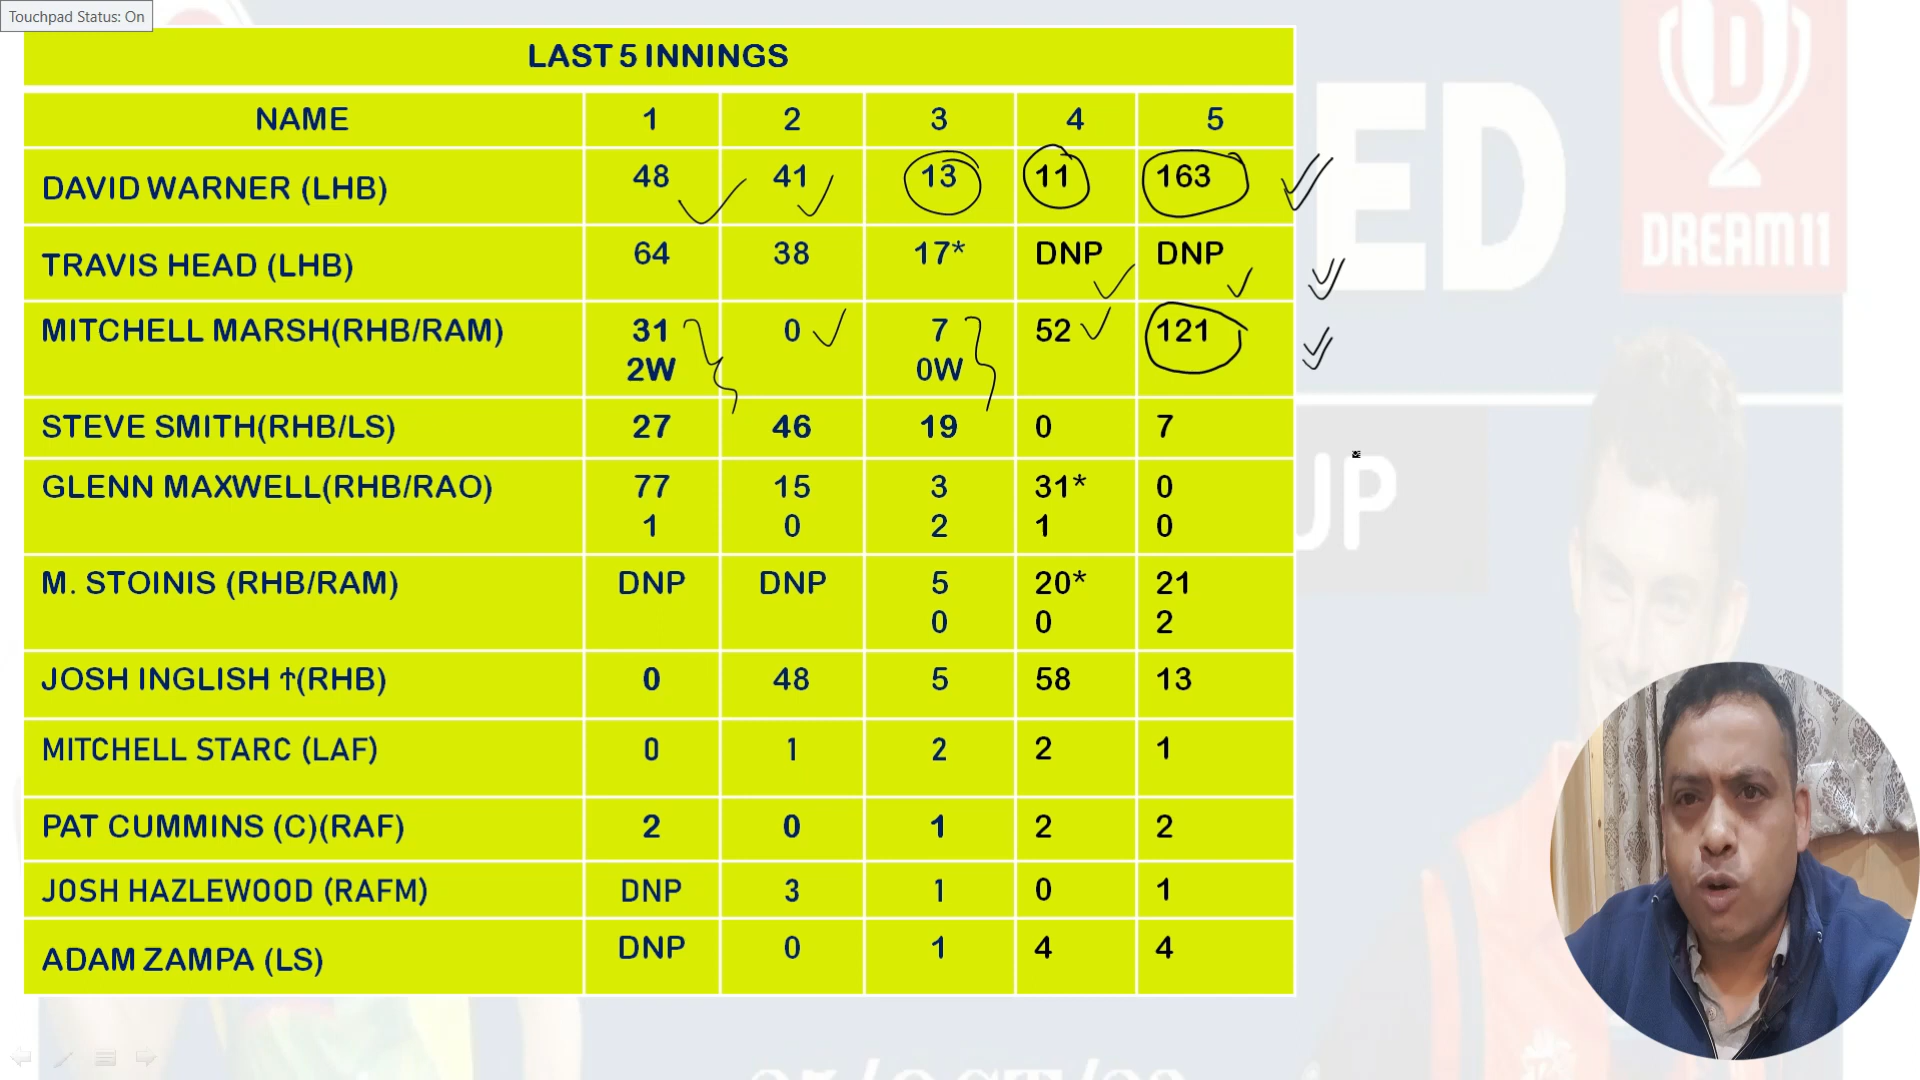 Touchpad Status: On
LAST 5 INNINGS
NAME 1 2 3 4 5
DAVID WARNER (LHB) 48 41 13 11 163
TRAVIS HEAD (LHB) 64 38 17* DNP DNP
MITCHELL MARSH(RHB/RAM) 31 0 7 52 121
2W 0W
STEVE SMITH(RHB/LS) 27 46 19 0 7
GLENN MAXWELL(RHB/RAO) 77 15 3 31* 0
1 0 2 1 0
M. STOINIS (RHB/RAM) DNP DNP 5 20* 21
0 0 2
JOSH INGLISH †(RHB) 0 48 5 58 13
MITCHELL STARC (LAF) 0 1 2 2 1
PAT CUMMINS (C)(RAF) 2 0 1 2 2
JOSH HAZLEWOOD (RAFM) DNP 3 1 0 1
ADAM ZAMPA (LS) DNP 0 1 4 4
D
DREAM11
ED
UP